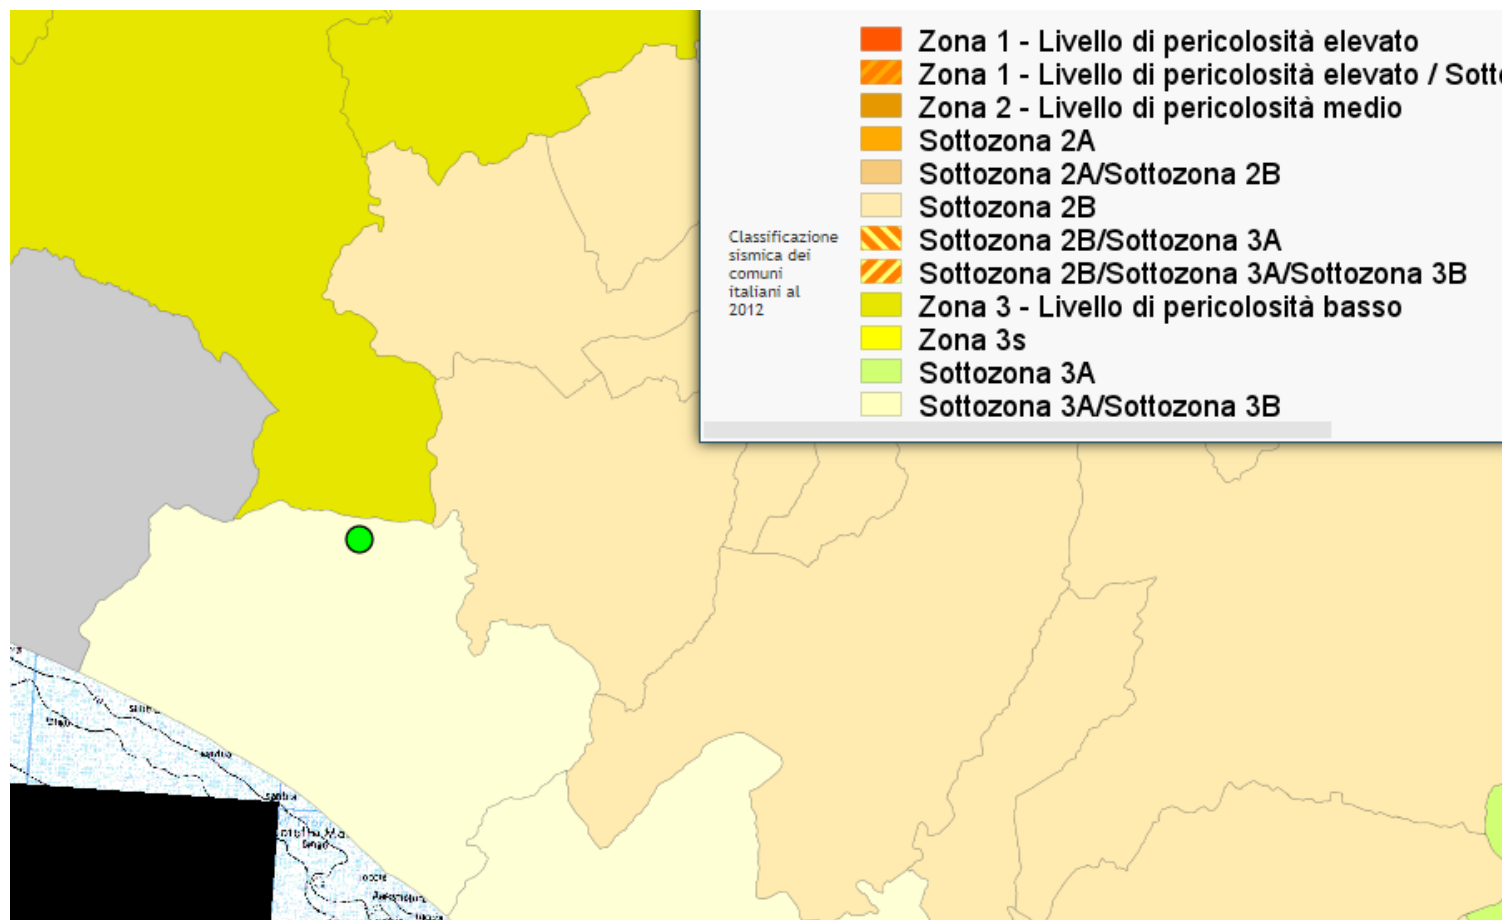 Zona 1 - Livello di pericolosità elevato
Zona 1 - Livello di pericolosità elevato / Sotto
Zona 2 - Livello di pericolosità medio
Sottozona 2A
Sottozona 2A/Sottozona 2B
Sottozona 2B
Classificazione
sismica dei
comuni
italiani al
2012
Sottozona 2B/Sottozona 3A
Sottozona 2B/Sottozona 3A/Sottozona 3B
Zona 3 - Livello di pericolosità basso
Zona 3s
Sottozona 3A
Sottozona 3A/Sottozona 3B